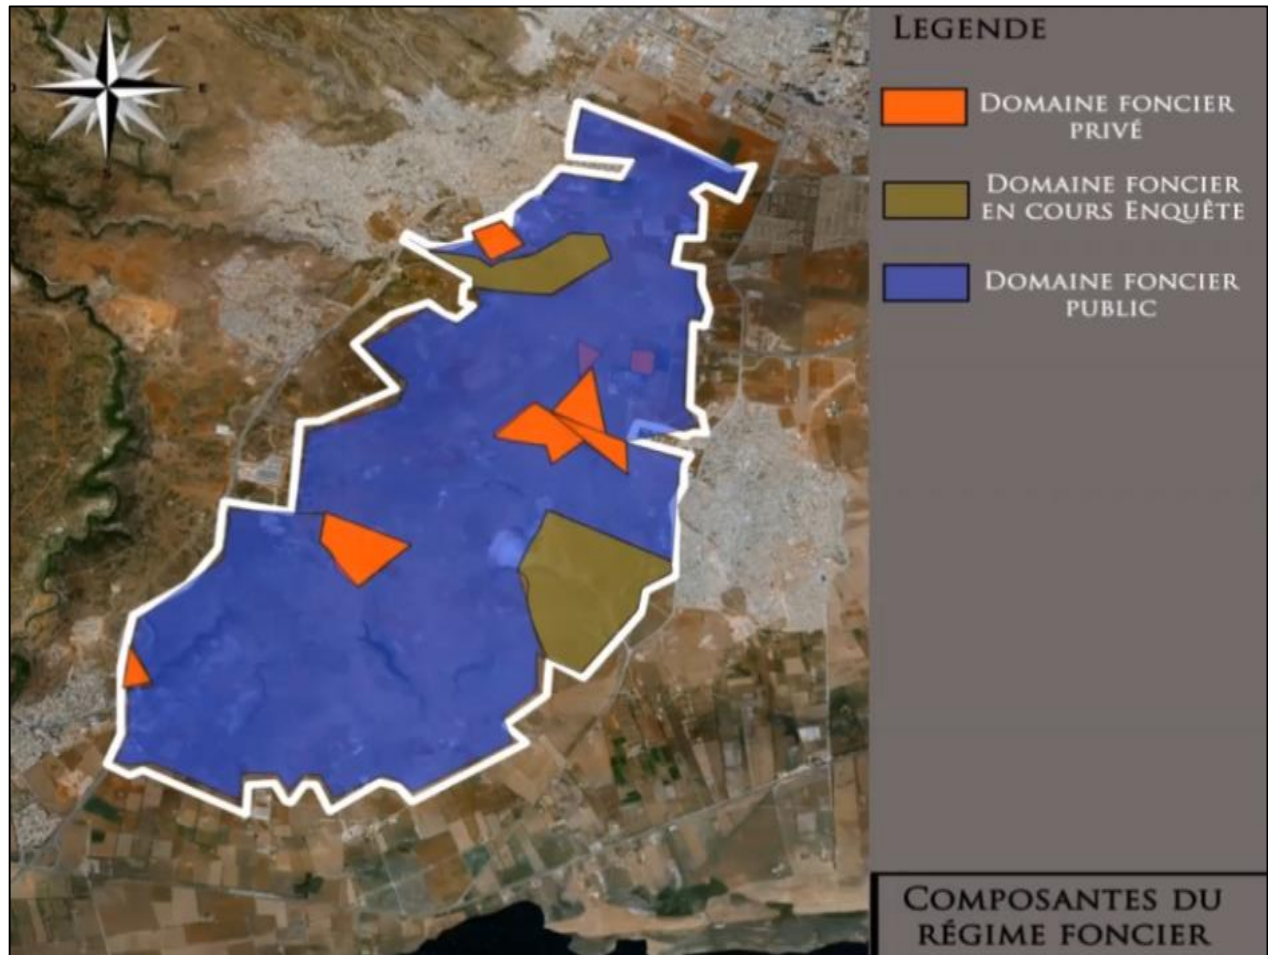 LEGENDE
DOMAINE FONCIER
PRIVÉ
DOMAINE FONCIER
EN COURS ENQUÊTE
DOMAINE FONCIER
PUBLIC
E
COMPOSANTES DU
RÉGIME FONCIER